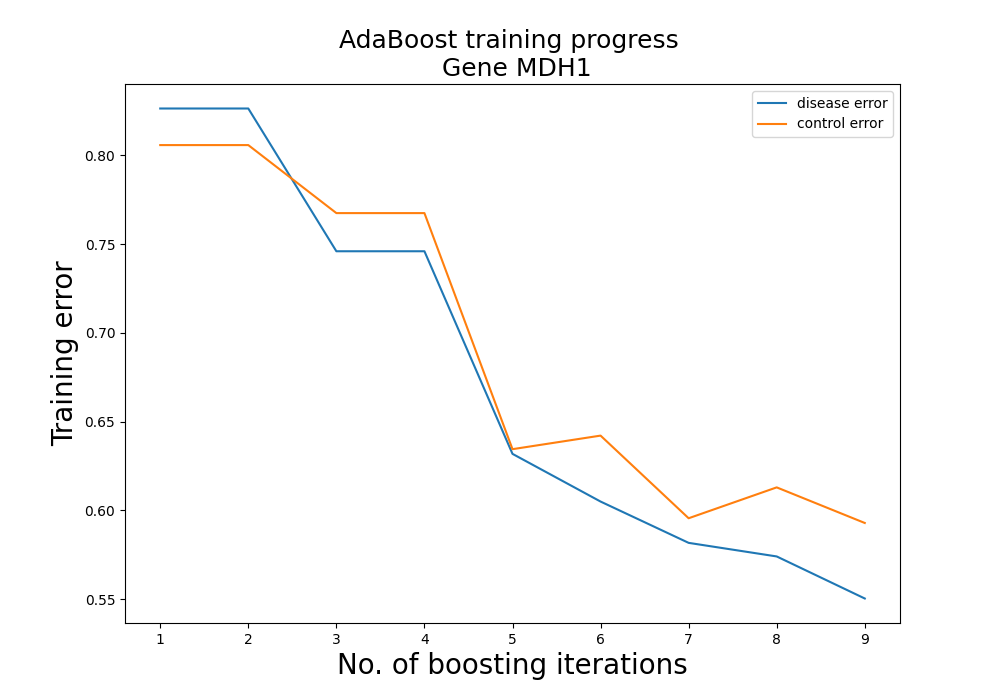 AdaBoost training progress
Gene MDH1
disease error
control error
Training error
0.80
0.75
0.70
0.65
0.60
0.55
1 2 3 4 5 6 7 8 9
No. of boosting iterations